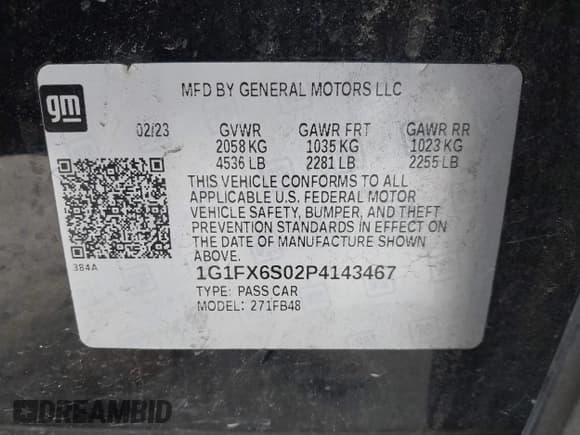 gm
MFD BY GENERAL MOTORS LLC
02/23 GVWR GAWR FRT GAWR RR
2058 KG 1035 KG 1023 KG
4536 LB 2281 LB 2255 LB
THIS VEHICLE CONFORMS TO ALL
APPLICABLE U.S. FEDERAL MOTOR
VEHICLE SAFETY, BUMPER, AND THEFT
PREVENTION STANDARDS IN EFFECT ON
THE DATE OF MANUFACTURE SHOWN
ABOVE.
384A
1G1FX6S02P4143467
TYPE: PASS CAR
MODEL: 271FB48
DREAMBID